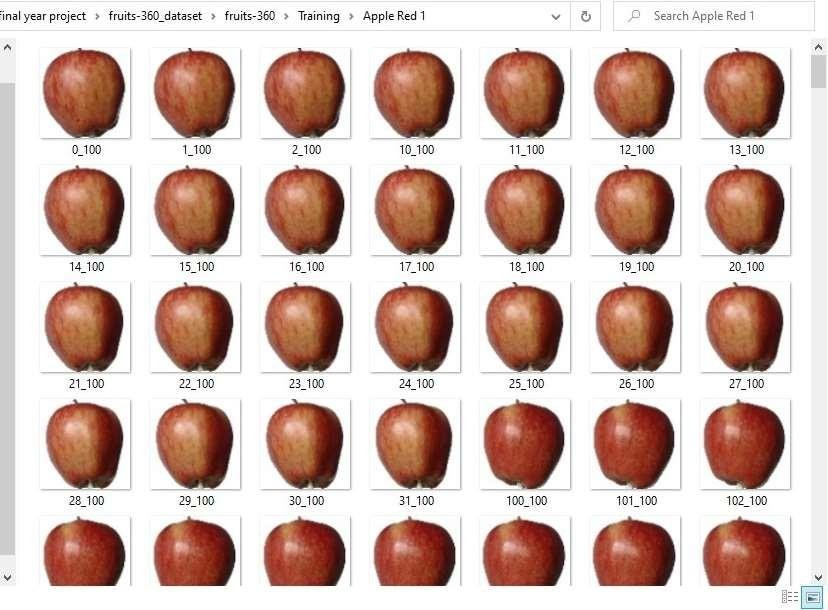 final year project › fruits-360_dataset › fruits-360 › Training › Apple Red 1
Search Apple Red 1
0_100 1_100 2_100 10_100 11_100 12_100 13_100
14_100 15_100 16_100 17_100 18_100 19_100 20_100
21_100 22_100 23_100 24_100 25_100 26_100 27_100
28_100 29_100 30_100 31_100 100_100 101_100 102_100